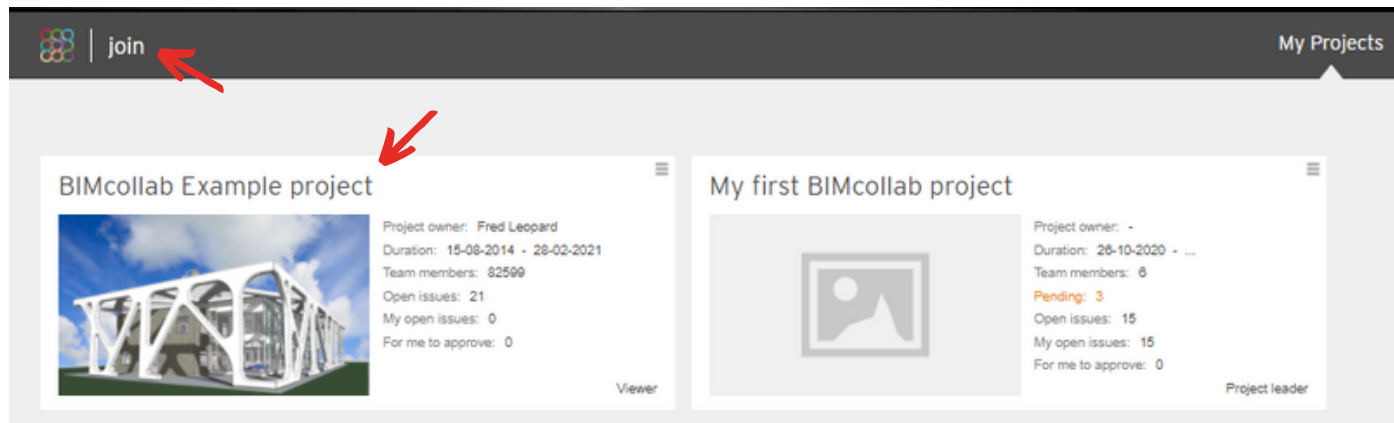 join
My Projects
BIMcollab Example project
Project owner: Fred Leopard
Duration: 15-08-2014 - 28-02-2021
Team members: 82599
Open issues: 21
My open issues: 0
For me to approve: 0
Viewer
My first BIMcollab project
Project owner: -
Duration: 26-10-2020 - ...
Team members: 6
Pending: 3
Open issues: 15
My open issues: 15
For me to approve: 0
Project leader